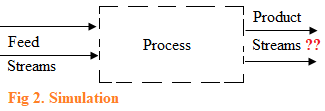 Feed
Streams
Process
Product
Streams ??
Fig 2. Simulation